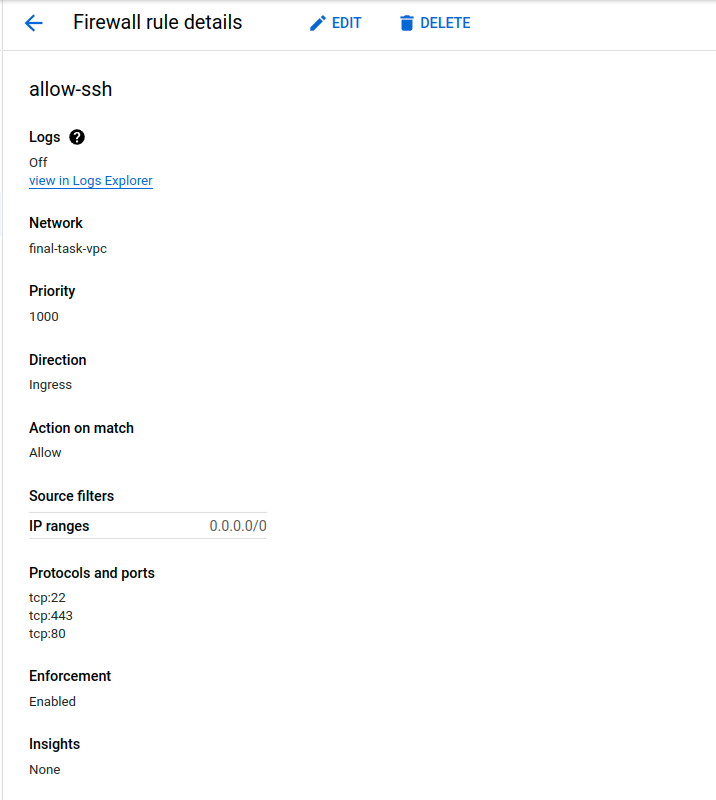 Firewall rule details EDIT DELETE
allow-ssh
Logs ?
Off
view in Logs Explorer
Network
final-task-vpc
Priority
1000
Direction
Ingress
Action on match
Allow
Source filters
IP ranges 0.0.0.0/0
Protocols and ports
tcp:22
tcp:443
tcp:80
Enforcement
Enabled
Insights
None